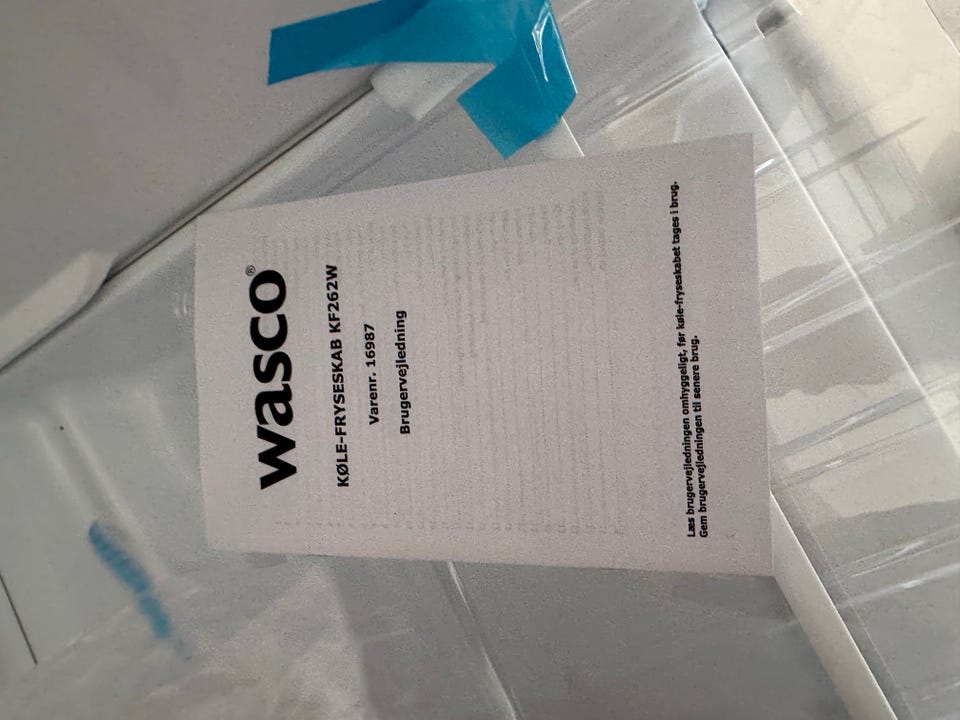 wasco®
KØLE-FRYSESKAB KF262W
Varenr. 16987
Brugervejledning
Læs brugervejledningen omhyggeligt, før køle-fryseskabet tages i brug.
Gem brugervejledningen til senere brug.